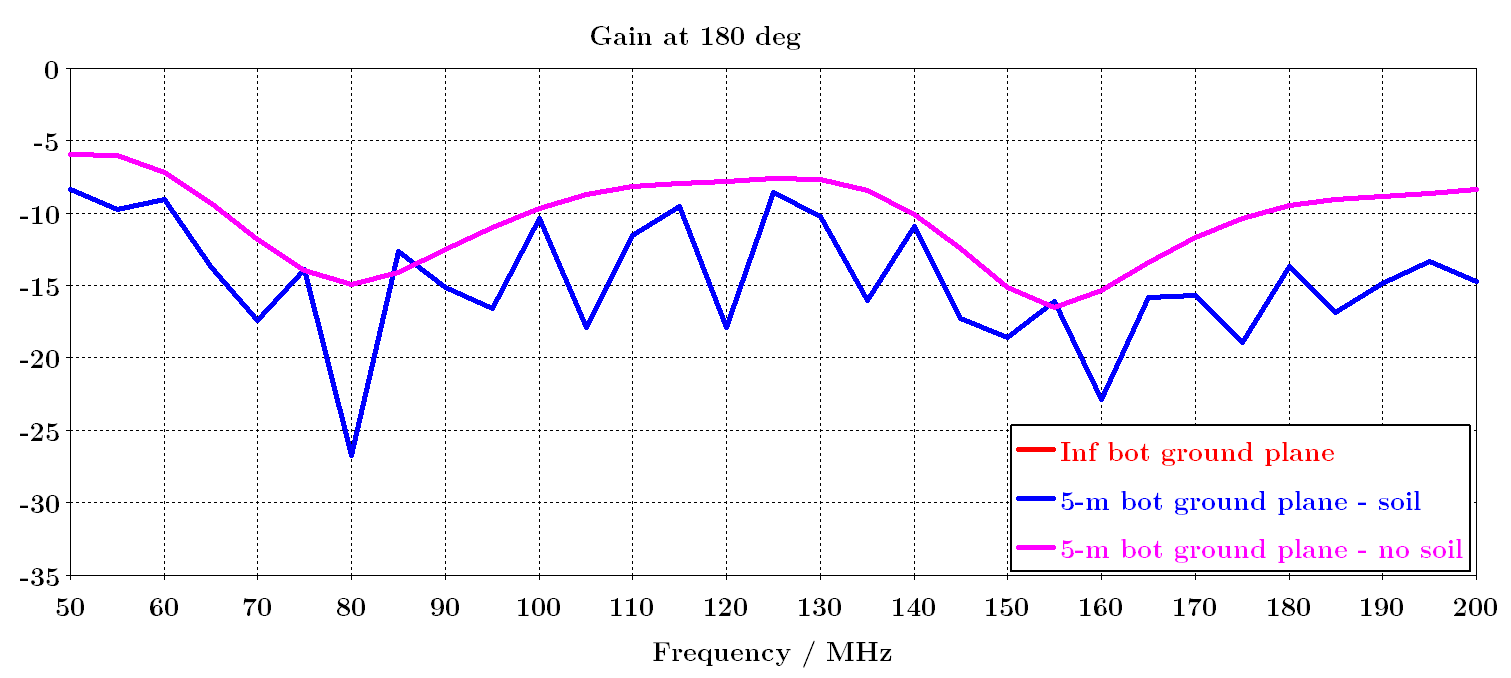 Gain at 180 deg
0
-5
-10
-15
-20
-25
-30
-35
Inf bot ground plane
5-m bot ground plane - soil
5-m bot ground plane - no soil
50 60 70 80 90 100 110 120 130 140 150 160 170 180 190 200
Frequency / MHz